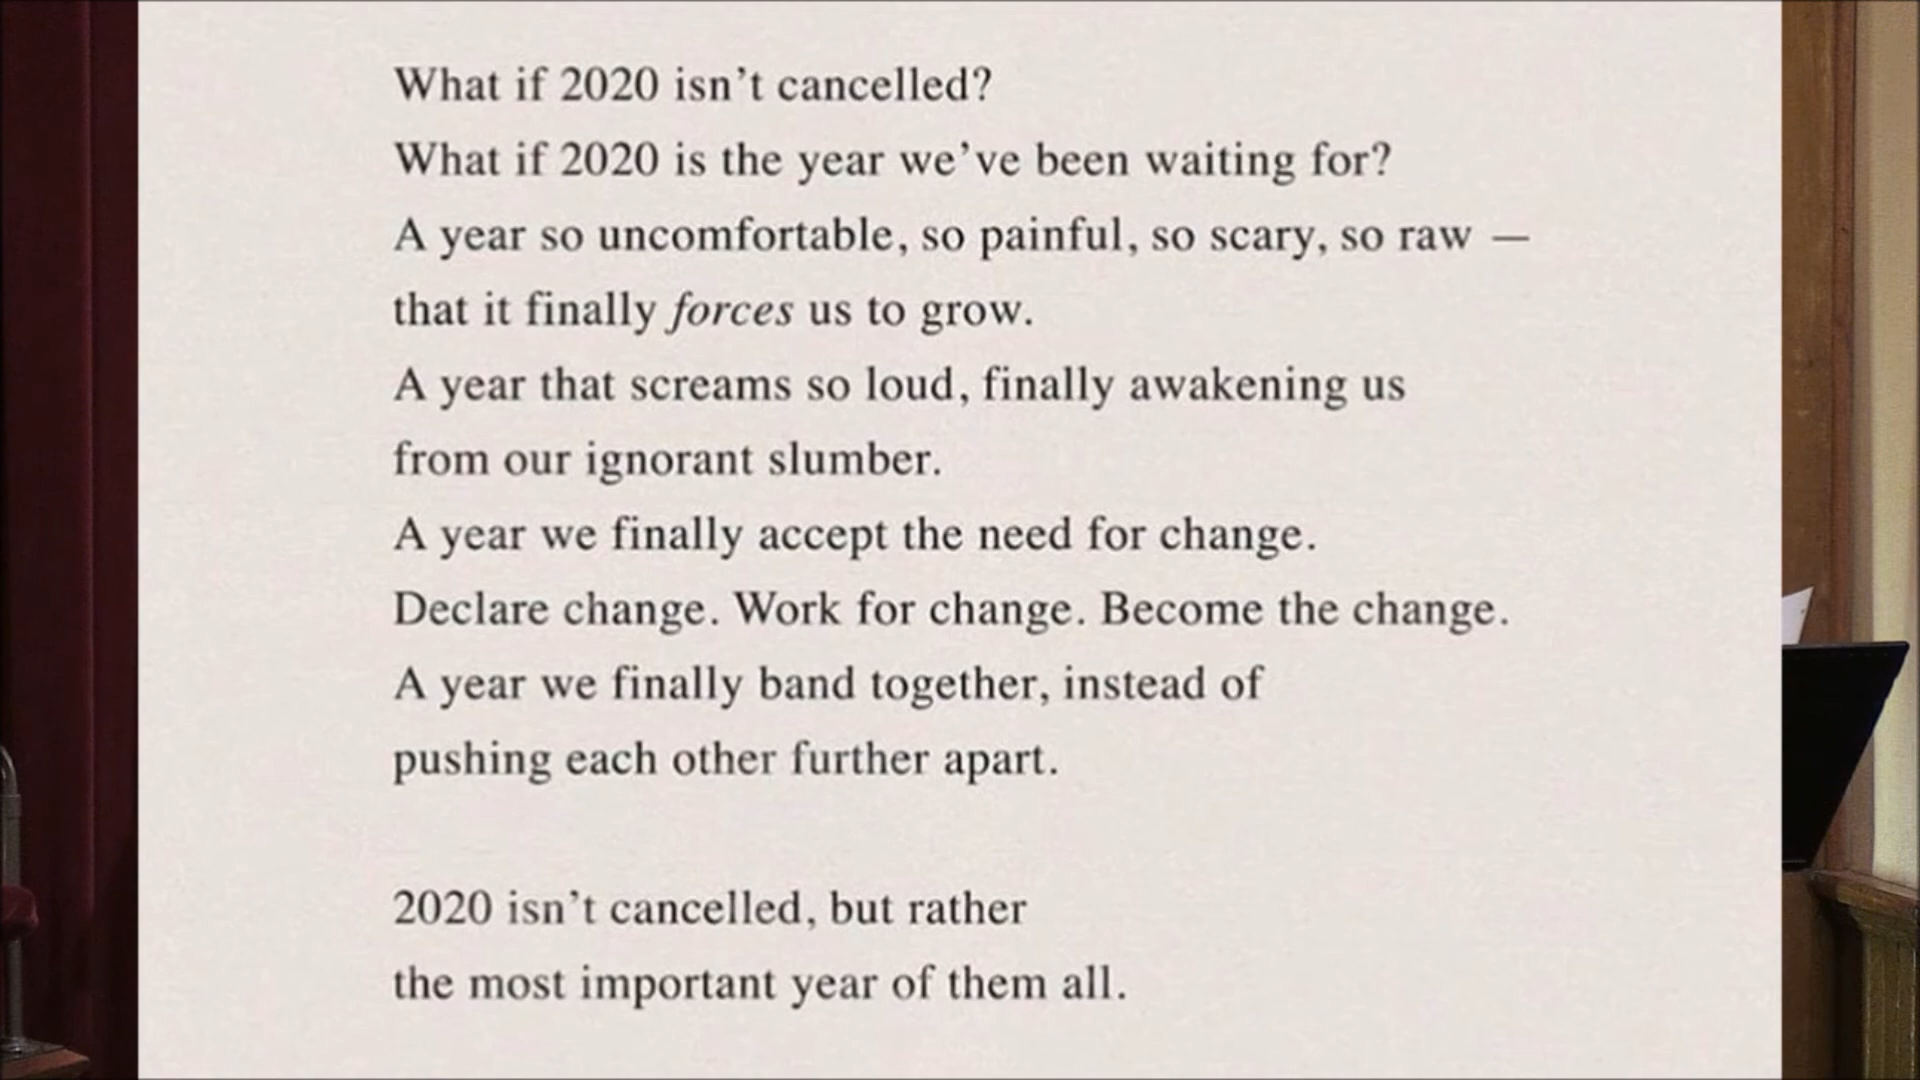 What if 2020 isn’t cancelled?
What if 2020 is the year we’ve been waiting for?
A year so uncomfortable, so painful, so scary, so raw —
that it finally forces us to grow.
A year that screams so loud, finally awakening us
from our ignorant slumber.
A year we finally accept the need for change.
Declare change. Work for change. Become the change.
A year we finally band together, instead of
pushing each other further apart.
2020 isn’t cancelled, but rather
the most important year of them all.